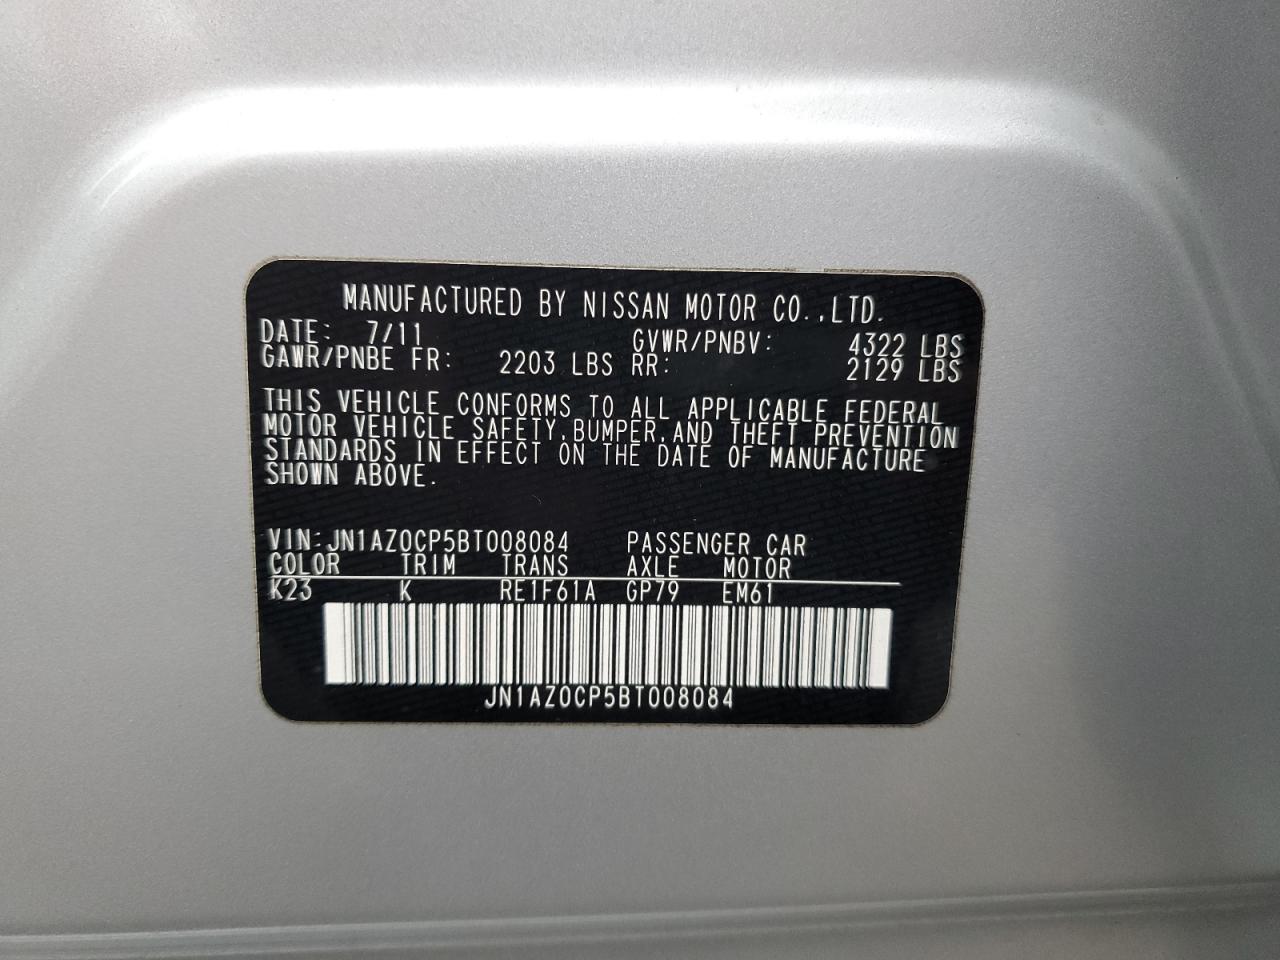 MANUFACTURED BY NISSAN MOTOR CO.,LTD.
DATE: 7/11 GVWR/PNBV: 4322 LBS
GAWR/PNBE FR: 2203 LBS RR: 2129 LBS
THIS VEHICLE CONFORMS TO ALL APPLICABLE FEDERAL
MOTOR VEHICLE SAFETY,BUMPER,AND THEFT PREVENTION
STANDARDS IN EFFECT ON THE DATE OF MANUFACTURE
SHOWN ABOVE.
VIN:JN1AZ0CP5BT008084 PASSENGER CAR
COLOR TRIM TRANS AXLE MOTOR
K23 K RE1F61A GP79 EM61
JN1AZ0CP5BT008084